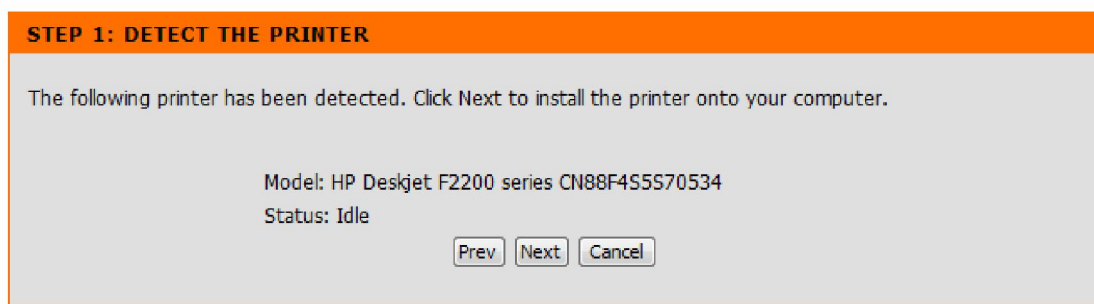 STEP 1: DETECT THE PRINTER
The following printer has been detected. Click Next to install the printer onto your computer.
Model: HP Deskjet F2200 series CN88F4S5S70534
Status: Idle
Prev Next Cancel